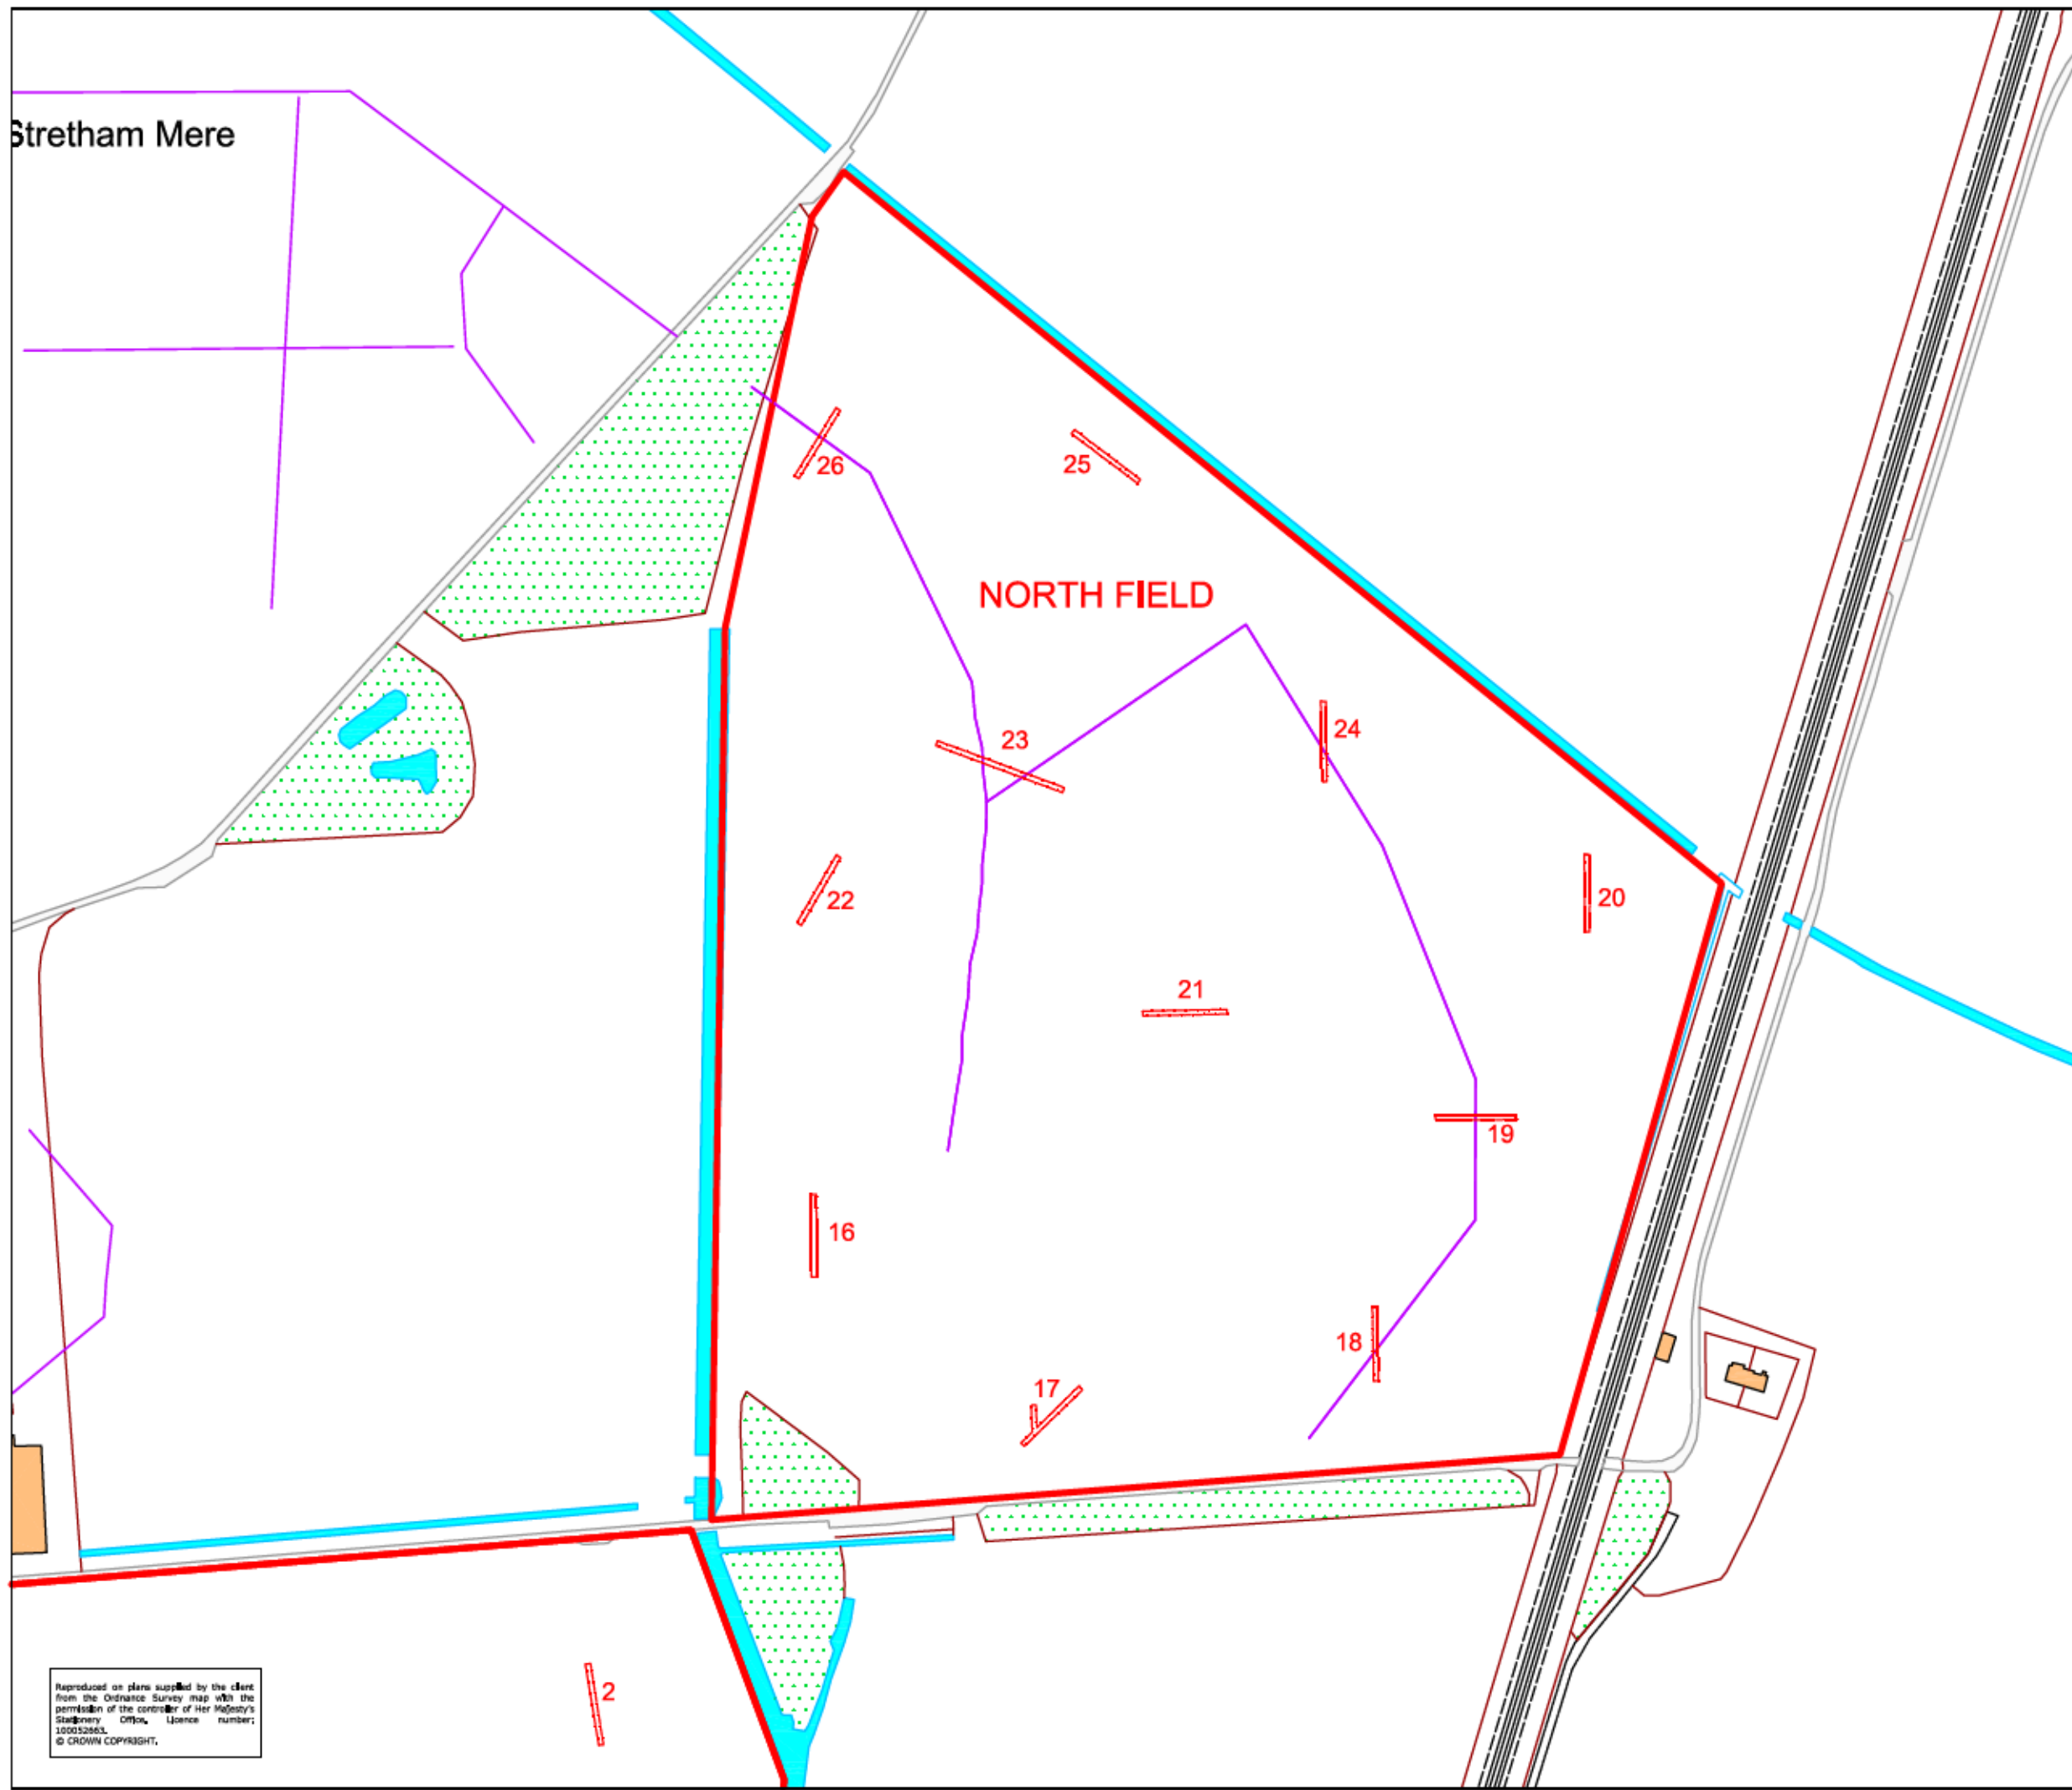 Stretham Mere
26
25
NORTH FIELD
23
24
22
20
21
19
16
18
17
2
Reproduced on plans supplied by the client
from the Ordnance Survey map with the
permission of the controller of Her Majesty's
Stationery Office, Licence number;
100052663.
© CROWN COPYRIGHT.